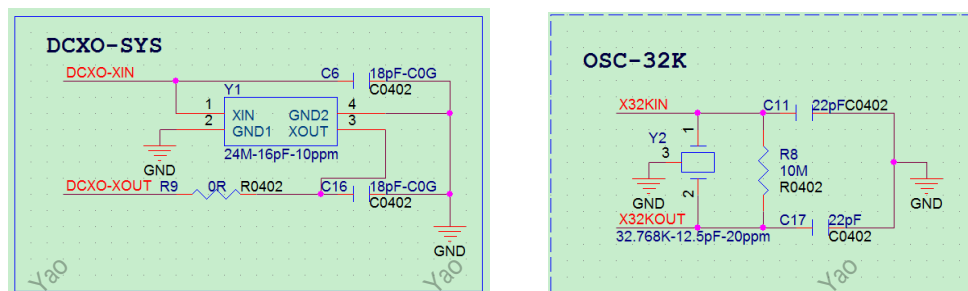 DCXO-SYS
DCXO-XIN
C6 18pF-C0G
C0402
Y1
1 XIN GND2 4
2 GND1 XOUT 3
24M-16pF-10ppm
GND
DCXO-XOUT R9 0R R0402 C16 18pF-C0G
C0402
GND
Yao
Yao
OSC-32K
X32KIN C11 22pF C0402
1
Y2
3
R8
10M
R0402
GND
2
GND
X32KOUT C17 22pF
32.768K-12.5pF-20ppm C0402
Yao